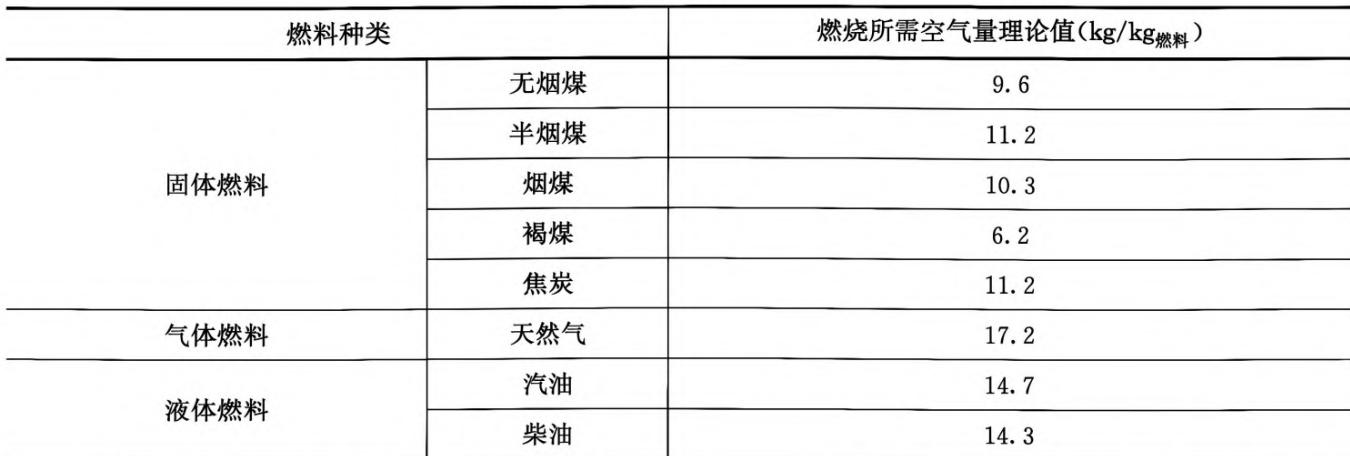 燃料种类 燃烧所需空气量理论值(kg/kg燃料)
无烟煤 9.6
半烟煤 11.2
固体燃料 烟煤 10.3
褐煤 6.2
焦炭 11.2
气体燃料 天然气 17.2
汽油 14.7
液体燃料
柴油 14.3